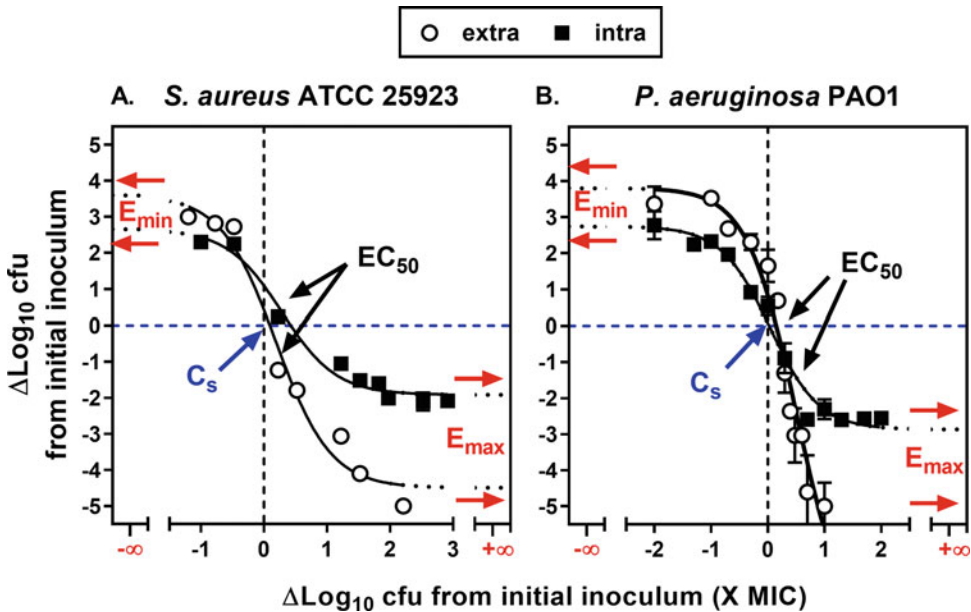 extra intra
A. S. aureus ATCC 25923
B. P. aeruginosa PAO1
ΔLog10 cfu
from initial inoculum
5
4
3
2
1
0
-1
-2
-3
-4
-5
Emin
EC50
Cs
Emax
-∞ -1 0 1 2 3 +∞
5
4
3
2
1
0
-1
-2
-3
-4
-5
Emin
EC50
Cs
Emax
-∞ -2 -1 0 1 2 +∞
ΔLog10 cfu from initial inoculum (X MIC)